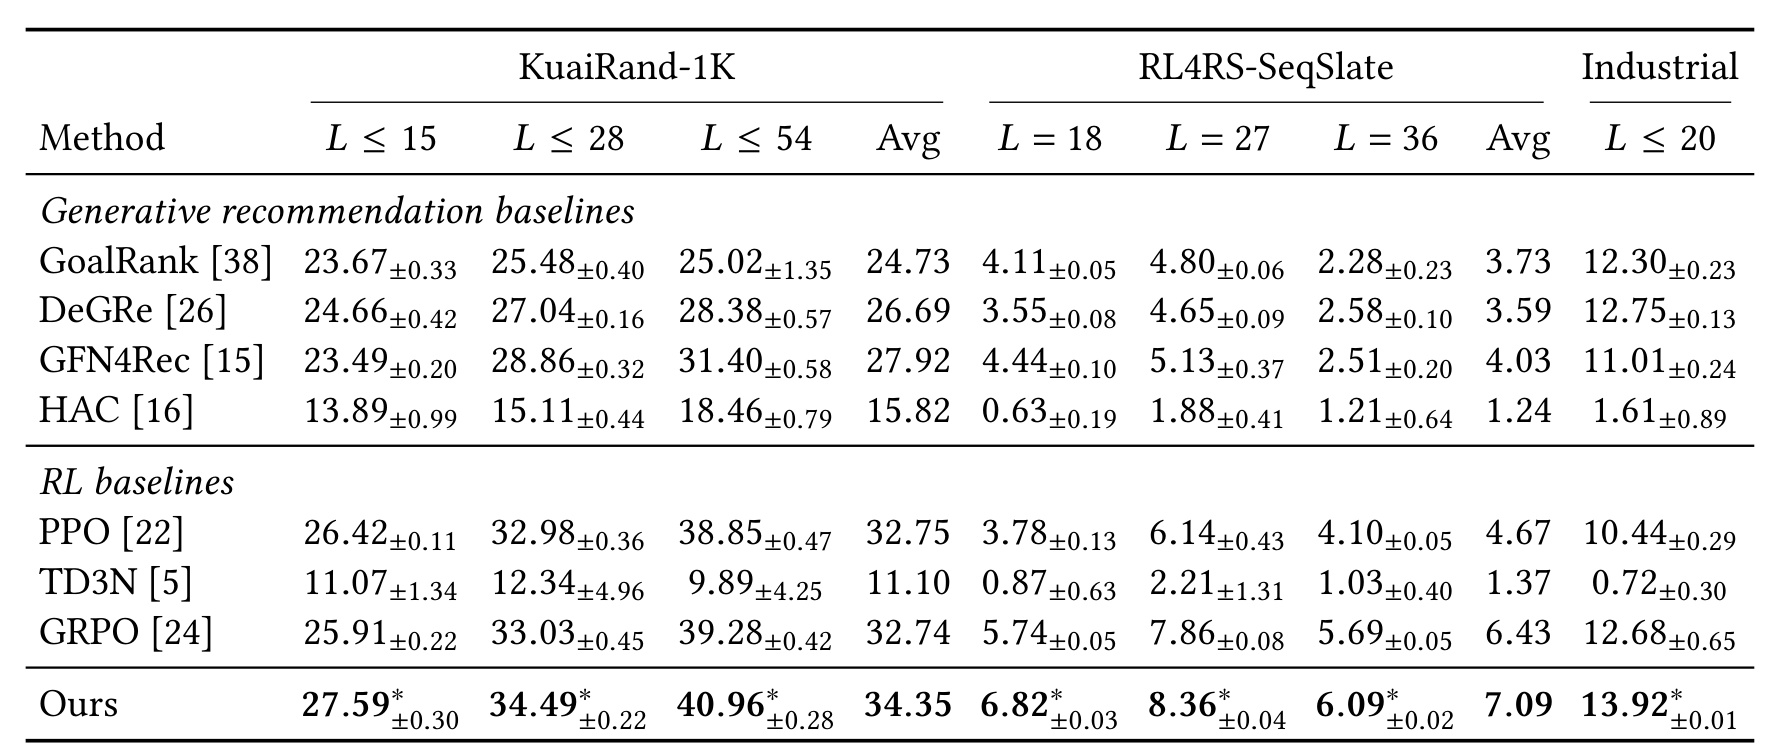 KuaiRand-1K RL4RS-SeqSlate Industrial
Method L ≤ 15 L ≤ 28 L ≤ 54 Avg L = 18 L = 27 L = 36 Avg L ≤ 20
Generative recommendation baselines
GoalRank [38] 23.67±0.33 25.48±0.40 25.02±1.35 24.73 4.11±0.05 4.80±0.06 2.28±0.23 3.73 12.30±0.23
DeGRe [26] 24.66±0.42 27.04±0.16 28.38±0.57 26.69 3.55±0.08 4.65±0.09 2.58±0.10 3.59 12.75±0.13
GFN4Rec [15] 23.49±0.20 28.86±0.32 31.40±0.58 27.92 4.44±0.10 5.13±0.37 2.51±0.20 4.03 11.01±0.24
HAC [16] 13.89±0.99 15.11±0.44 18.46±0.79 15.82 0.63±0.19 1.88±0.41 1.21±0.64 1.24 1.61±0.89
RL baselines
PPO [22] 26.42±0.11 32.98±0.36 38.85±0.47 32.75 3.78±0.13 6.14±0.43 4.10±0.05 4.67 10.44±0.29
TD3N [5] 11.07±1.34 12.34±4.96 9.89±4.25 11.10 0.87±0.63 2.21±1.31 1.03±0.40 1.37 0.72±0.30
GRPO [24] 25.91±0.22 33.03±0.45 39.28±0.42 32.74 5.74±0.05 7.86±0.08 5.69±0.05 6.43 12.68±0.65
Ours 27.59*±0.30 34.49*±0.22 40.96*±0.28 34.35 6.82*±0.03 8.36*±0.04 6.09*±0.02 7.09 13.92*±0.01